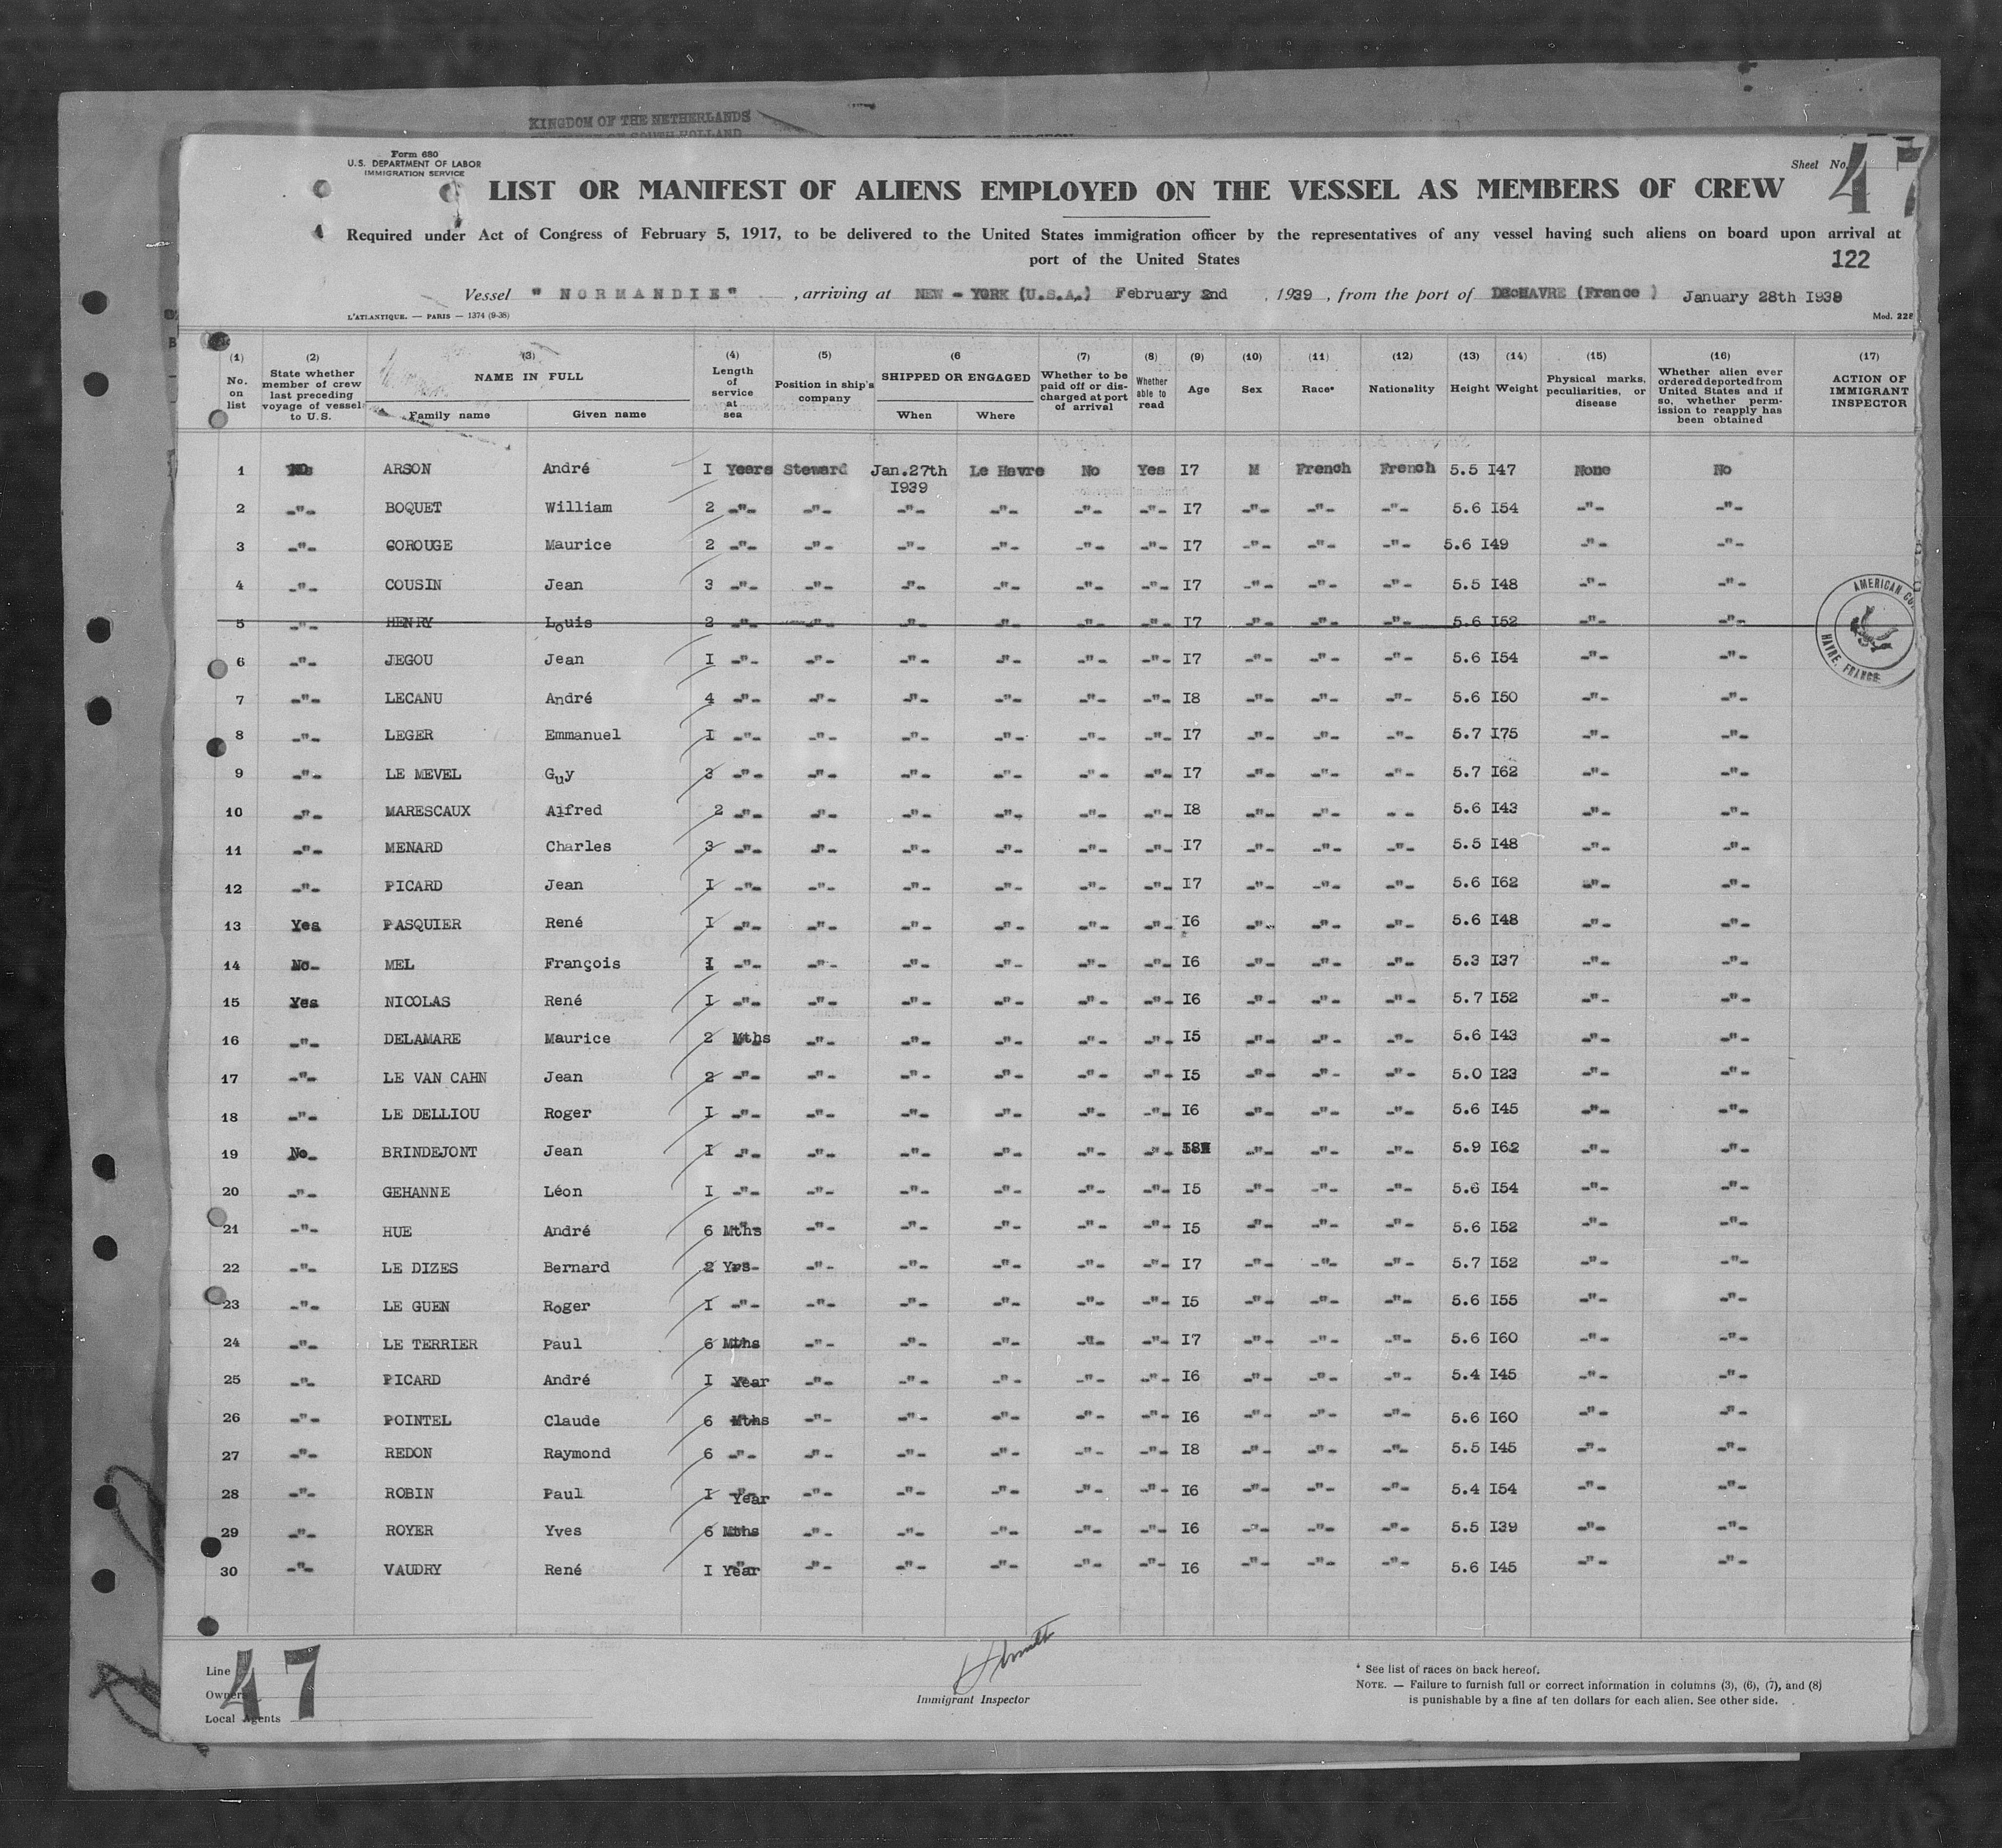 KINGDOM OF THE NETHERLANDS
Form 680
U.S. DEPARTMENT OF LABOR
IMMIGRATION SERVICE
Sheet No. 47
LIST OR MANIFEST OF ALIENS EMPLOYED ON THE VESSEL AS MEMBERS OF CREW
Required under Act of Congress of February 5, 1917, to be delivered to the United States immigration officer by the representatives of any vessel having such aliens on board upon arrival at
port of the United States
122
Vessel " NORMANDIE" , arriving at NEW - YORK (U.S.A.) February 2nd , 1939 , from the port of HAVRE (France ) January 28th I939
L'ATLANTIQUE. — PARIS — 1374 (9-38)
Mod. 228
(1) No. on list
(2) State whether member of crew last preceding voyage of vessel to U.S.
(3) NAME IN FULL Family name Given name
(4) Length of service at sea
(5) Position in ship's company
(6 SHIPPED OR ENGAGED When Where
(7) Whether to be paid off or discharged at port of arrival
(8) Whether able to read
(9) Age
(10) Sex
(11) Race*
(12) Nationality
(13) Height
(14) Weight
(15) Physical marks, peculiarities, or disease
(16) Whether alien ever ordered deported from United States and if so, whether permission to reapply has been obtained
(17) ACTION OF IMMIGRANT INSPECTOR
1 ARSON André I Years Steward Jan.27th I939 Le Havre No Yes I7 M French French 5.5 I47 None No
2 -"- BOQUET William 2 -"- -"- -"- -"- -"- -"- I7 -"- -"- -"- 5.6 I54 -"- -"-
3 -"- COROUGE Maurice 2 -"- -"- -"- -"- -"- -"- I7 -"- -"- -"- 5.6 I49 -"- -"-
4 -"- COUSIN Jean 3 -"- -"- -"- -"- -"- -"- I7 -"- -"- -"- 5.5 I48 -"- -"-
5 -"- HENRY Louis 2 -"- -"- -"- -"- -"- -"- I7 -"- -"- -"- 5.6 I52 -"- -"-
6 -"- JEGOU Jean I -"- -"- -"- -"- -"- -"- I7 -"- -"- -"- 5.6 I54 -"- -"-
7 -"- LECANU André 4 -"- -"- -"- -"- -"- -"- I8 -"- -"- -"- 5.6 I50 -"- -"-
8 -"- LEGER Emmanuel I -"- -"- -"- -"- -"- -"- I7 -"- -"- -"- 5.7 I75 -"- -"-
9 -"- LE MEVEL Guy 3 -"- -"- -"- -"- -"- -"- I7 -"- -"- -"- 5.7 I62 -"- -"-
10 -"- MARESCAUX Alfred 2 -"- -"- -"- -"- -"- -"- I8 -"- -"- - - 5.6 I43 -"- -"-
11 -"- MENARD Charles 3 -"- -"- -"- -"- -"- -"- I7 -"- -"- -"- 5.5 I48 -"- -"-
12 -"- PICARD Jean I -"- -"- -"- -"- -"- -"- I7 -"- -"- -"- 5.6 I62 -"- -"-
13 Yes PASQUIER René I -"- -"- -"- -"- -"- -"- I6 -"- -"- -"- 5.6 I48 -"- -"-
14 No- MEL François I -"- -"- -"- -"- -"- -"- I6 -"- -"- -"- 5.3 I37 -"- -"-
15 Yes NICOLAS René I -"- -"- -"- -"- -"- -"- I6 -"- -"- -"- 5.7 I52 -"- -"-
16 -"- DELAMARE Maurice 2 Mths -"- -"- -"- -"- -"- I5 -"- -"- -"- 5.6 I43 -"- -"-
17 -"- LE VAN CAHN Jean 2 -"- -"- -"- -"- -"- -"- I5 -"- -"- -"- 5.0 I23 -"- -"-
18 -"- LE DELLIOU Roger I -"- -"- -"- -"- -"- -"- I6 -"- -"- -"- 5.6 I45 -"- -"-
19 No- BRINDEJONT Jean I -"- -"- -"- -"- -"- -"- -"- -"- -"- 5.9 I62 -"- -"-
20 -"- GEHANNE Léon I -"- -"- -"- -"- -"- -"- I5 -"- -"- -"- 5.6 I54 -"- -"-
21 -"- HUE André 6 Mths -"- -"- -"- -"- -"- I5 -"- -"- -"- 5.6 I52 -"- -"-
22 -"- LE DIZES Bernard 2 Yrs- -"- -"- -"- -"- -"- I7 -"- -"- -"- 5.7 I52 -"- -"-
23 -"- LE GUEN Roger I -"- -"- -"- -"- -"- -"- I5 -"- -"- -"- 5.6 I55 -"- -"-
24 -"- LE TERRIER Paul 6 Mths -"- -"- -"- -"- -"- I7 -"- -"- -"- 5.6 I60 -"- -"-
25 -"- PICARD André I Year -"- -"- -"- -"- -"- I6 -"- -"- -"- 5.4 I45 -"- -"-
26 -"- POINTEL Claude 6 Mths -"- -"- -"- -"- -"- I6 -"- -"- -"- 5.6 I60 -"- -"-
27 -"- REDON Raymond 6 -"- -"- -"- -"- -"- -"- I8 -"- -"- -"- 5.5 I45 -"- -"-
28 -"- ROBIN Paul I Year -"- -"- -"- -"- -"- I6 -"- -"- -"- 5.4 I54 -"- -"-
29 -"- ROYER Yves 6 Mths -"- -"- -"- -"- -"- I6 -"- -"- -"- 5.5 I39 -"- -"-
30 -"- VAUDRY René I Year -"- -"- -"- -"- -"- I6 -"- -"- -"- 5.6 I45 -"- -"-
AMERICAN
HAVRE, FRANCE
47
Line
Owners
Local Agents
Immigrant Inspector
* See list of races on back hereof.
NOTE. — Failure to furnish full or correct information in columns (3), (6), (7), and (8)
is punishable by a fine af ten dollars for each alien. See other side.